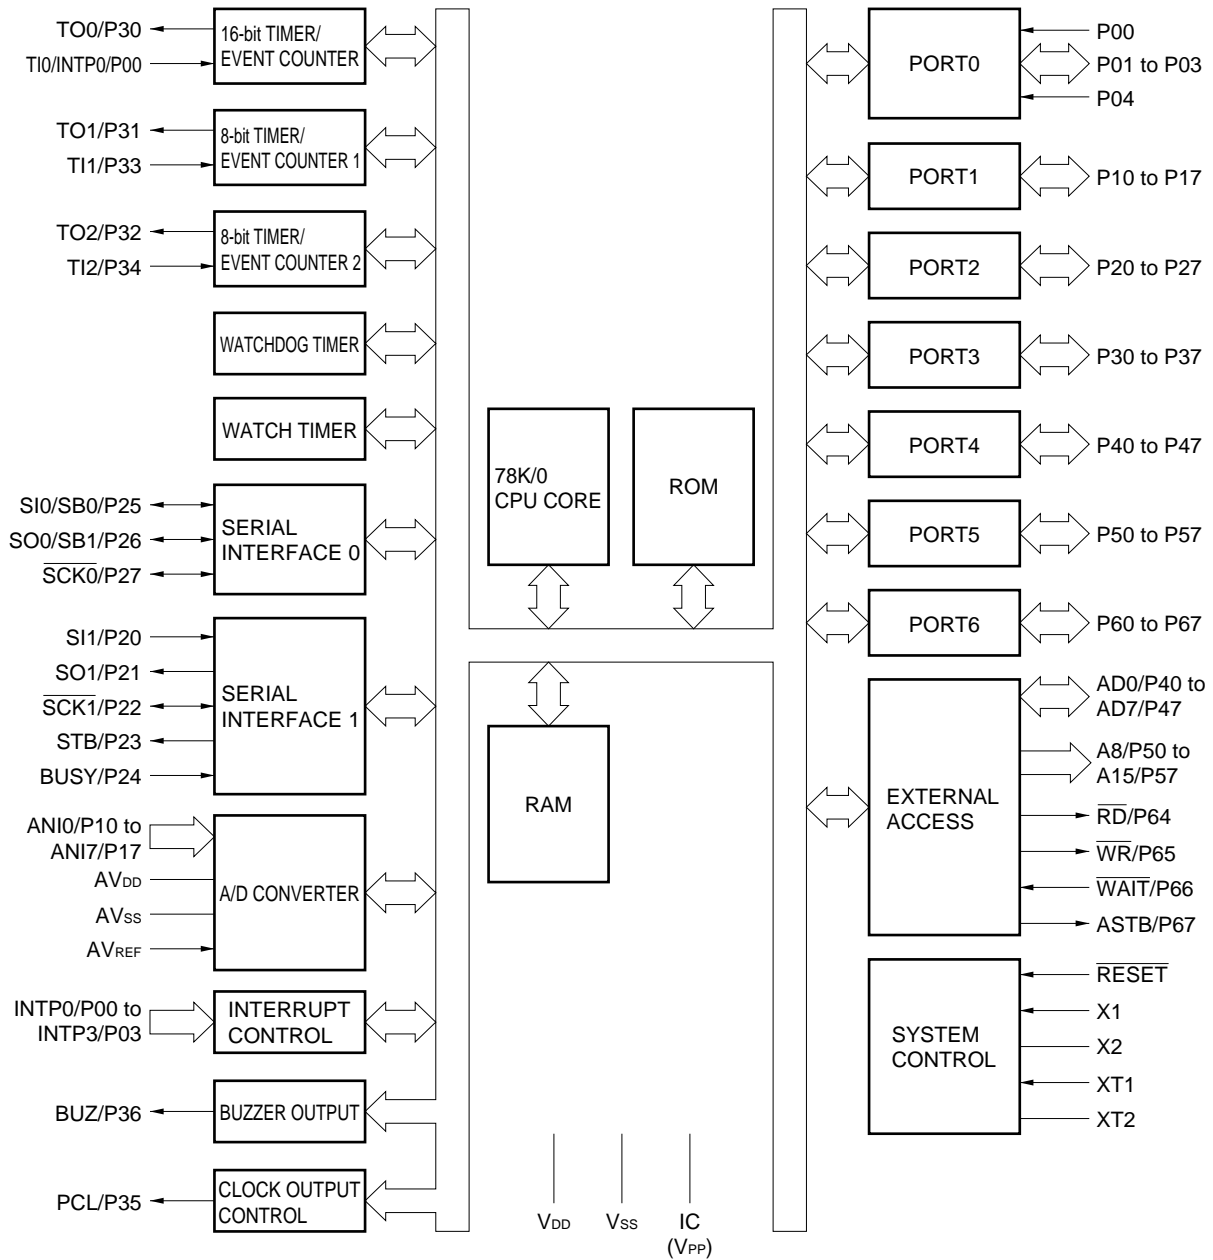 TO0/P30
TI0/INTP0/P00
16-bit TIMER/
EVENT COUNTER
TO1/P31
TI1/P33
8-bit TIMER/
EVENT COUNTER 1
TO2/P32
TI2/P34
8-bit TIMER/
EVENT COUNTER 2
WATCHDOG TIMER
WATCH TIMER
SI0/SB0/P25
SO0/SB1/P26
SCK0/P27
SERIAL
INTERFACE 0
SI1/P20
SO1/P21
SCK1/P22
STB/P23
BUSY/P24
SERIAL
INTERFACE 1
ANI0/P10 to
ANI7/P17
AVDD
AVSS
AVREF
A/D CONVERTER
INTP0/P00 to
INTP3/P03
INTERRUPT
CONTROL
BUZ/P36
BUZZER OUTPUT
PCL/P35
CLOCK OUTPUT
CONTROL
78K/0
CPU CORE
ROM
RAM
VDD
VSS
IC
(VPP)
PORT0
P00
P01 to P03
P04
PORT1
P10 to P17
PORT2
P20 to P27
PORT3
P30 to P37
PORT4
P40 to P47
PORT5
P50 to P57
PORT6
P60 to P67
EXTERNAL
ACCESS
AD0/P40 to
AD7/P47
A8/P50 to
A15/P57
RD/P64
WR/P65
WAIT/P66
ASTB/P67
SYSTEM
CONTROL
RESET
X1
X2
XT1
XT2